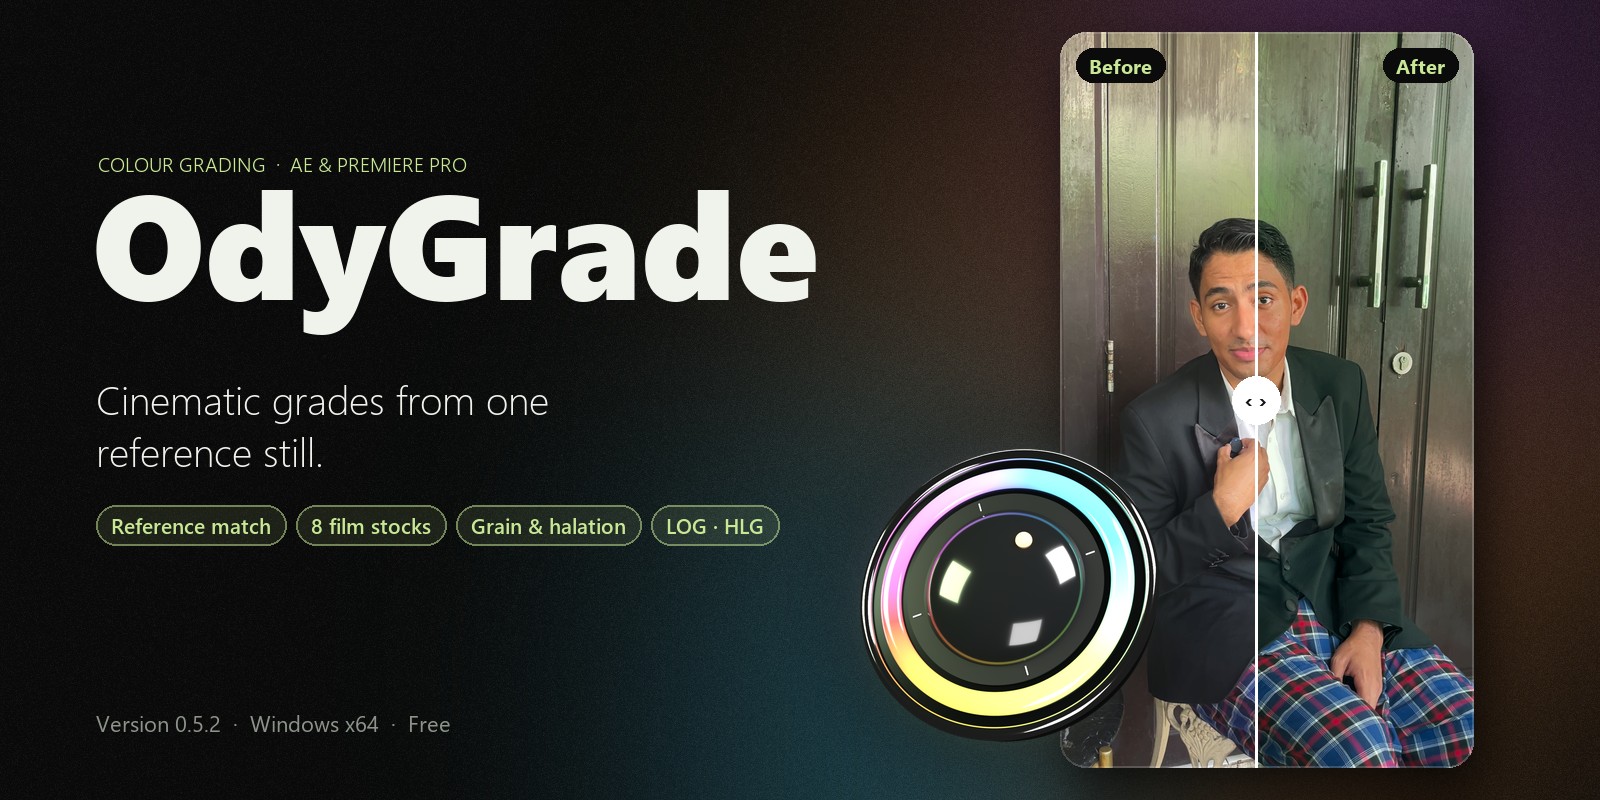 COLOUR GRADING · AE & PREMIERE PRO
OdyGrade
Cinematic grades from one
reference still.
Reference match
8 film stocks
Grain & halation
LOG · HLG
Version 0.5.2 · Windows x64 · Free
Before
After